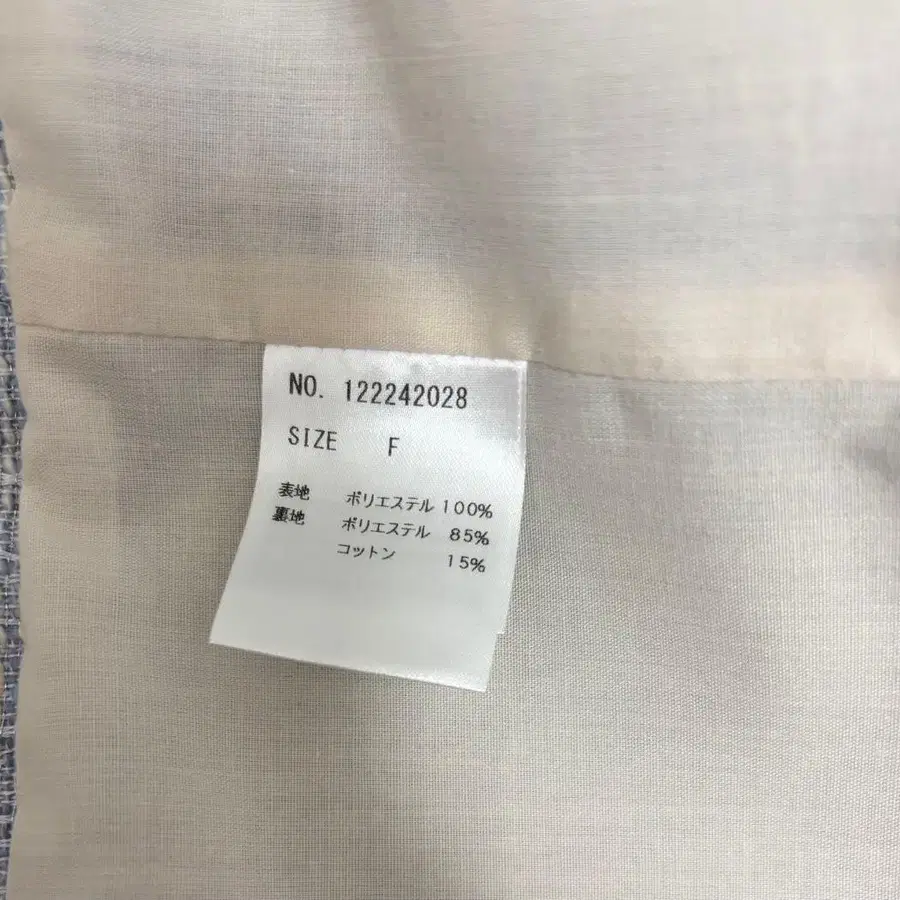 NO. 122242028
SIZE F
表地 ポリエステル 100%
裏地 ポリエステル 85%
コットン 15%